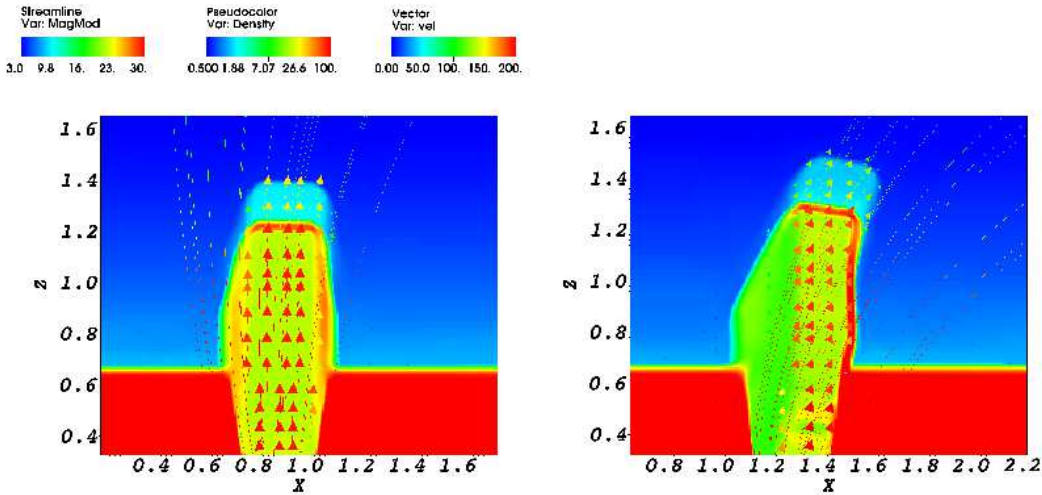 Streamline
Var: MagMod
3.0 9.8 16. 23. 30.
Pseudocolor
Var: Density
0.500 1.88 7.07 26.6 100.
Vector
Var: vel
0.00 50.0 100. 150. 200.
1.6
1.4
1.2
1.0
0.8
0.6
0.4
Z
0.4 0.6 0.8 1.0 1.2 1.4 1.6
X
1.6
1.4
1.2
1.0
0.8
0.6
0.4
Z
0.8 1.0 1.2 1.4 1.6 1.8 2.0 2.2
X